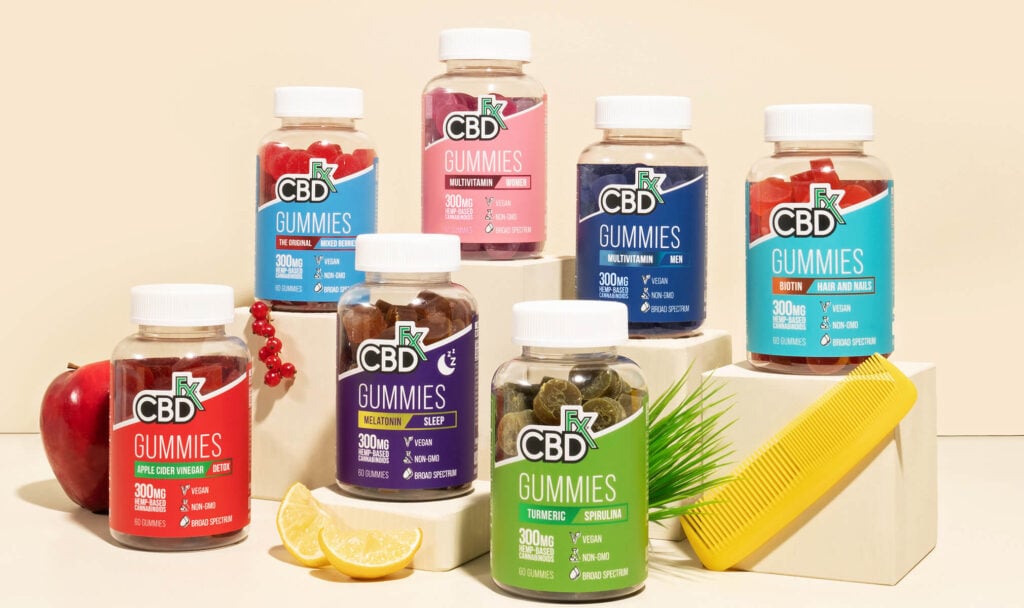 CBDFx
GUMMIES
THE ORIGINAL MIXED BERRIES
300MG
HEMP-BASED
CANNABINOIDS
VEGAN
NON-GMO
BROAD SPECTRUM
60 GUMMIES
CBDFx
GUMMIES
MULTIVITAMIN WOMEN
300MG
HEMP-BASED
CANNABINOIDS
VEGAN
NON-GMO
BROAD SPECTRUM
60 GUMMIES
CBDFx
GUMMIES
MULTIVITAMIN MEN
300MG
HEMP-BASED
CANNABINOIDS
VEGAN
NON-GMO
BROAD SPECTRUM
60 GUMMIES
CBDFx
GUMMIES
BIOTIN HAIR AND NAILS
300MG
HEMP-BASED
CANNABINOIDS
VEGAN
NON-GMO
BROAD SPECTRUM
60 GUMMIES
CBDFx
GUMMIES
APPLE CIDER VINEGAR DETOX
300MG
HEMP-BASED
CANNABINOIDS
VEGAN
NON-GMO
BROAD SPECTRUM
60 GUMMIES
CBDFx
zzz
GUMMIES
MELATONIN SLEEP
300MG
HEMP-BASED
CANNABINOIDS
VEGAN
NON-GMO
BROAD SPECTRUM
60 GUMMIES
CBDFx
GUMMIES
TURMERIC SPIRULINA
300MG
HEMP-BASED
CANNABINOIDS
VEGAN
NON-GMO
BROAD SPECTRUM
60 GUMMIES